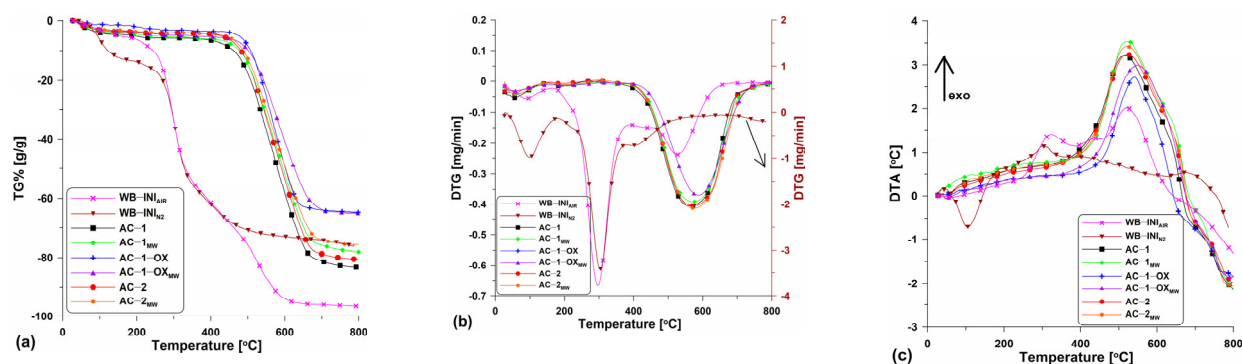 0
-20
-40
-60
-80
-100
TG% [g/g]
WB-INI_AIR
WB-INI_N2
AC-1
AC-1_MW
AC-1-OX
AC-1-OX_MW
AC-2
AC-2_MW
0 200 400 600 800
Temperature [°C]
(a)
0.2
0.1
0
-0.1
-0.2
-0.3
-0.4
-0.5
-0.6
-0.7
DTG [mg/min]
WB-INI_AIR
WB-INI_N2
AC-1
AC-1_MW
AC-1-OX
AC-1-OX_MW
AC-2
AC-2_MW
0 200 400 600 800
Temperature [°C]
(b)
2
1
0
-1
-2
-3
-4
DTG [mg/min]
4
3
2
1
0
-1
-2
-3
DTA [°C]
exo
WB-INI_AIR
WB-INI_N2
AC-1
AC-1_MW
AC-1-OX
AC-1-OX_MW
AC-2
AC-2_MW
0 200 400 600 800
Temperature [°C]
(c)